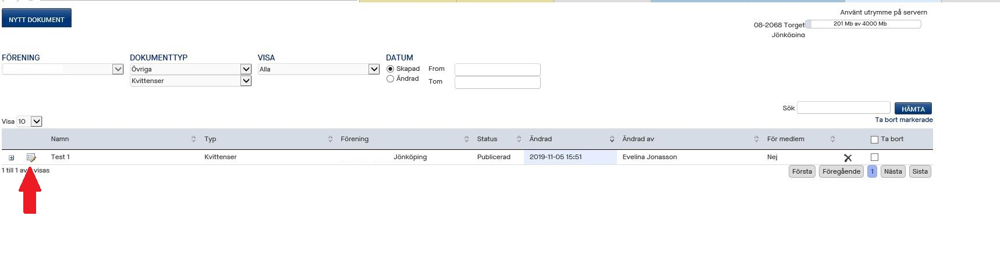 NYTT DOKUMENT
Använt utrymme på servern
08-2068 Torget 201 Mb av 4000 Mb
Jönköping
FÖRENING DOKUMENTTYP VISA DATUM
Övriga Alla Skapad From
Kvittenser Ändrad Tom
Sök HÄMTA
Visa 10 Ta bort markerade
Namn Typ Förening Status Ändrad Ändrad av För medlem Ta bort
Test 1 Kvittenser Jönköping Publicerad 2019-11-05 15:51 Evelina Jonasson Nej
1 till 1 av visas Första Föregående 1 Nästa Sista